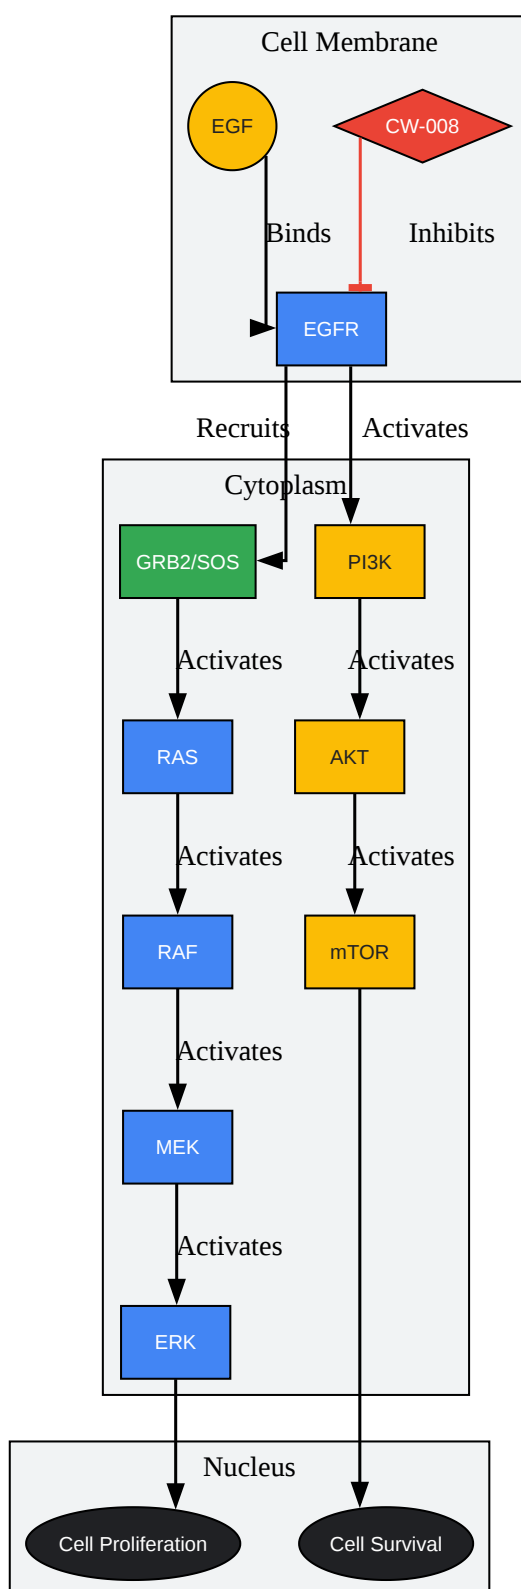 Cell Membrane
EGF
CW-008
Binds
Inhibits
EGFR
Recruits
Activates
Cytoplasm
GRB2/SOS
PI3K
Activates
Activates
RAS
AKT
Activates
Activates
RAF
mTOR
Activates
MEK
Activates
ERK
Nucleus
Cell Proliferation
Cell Survival